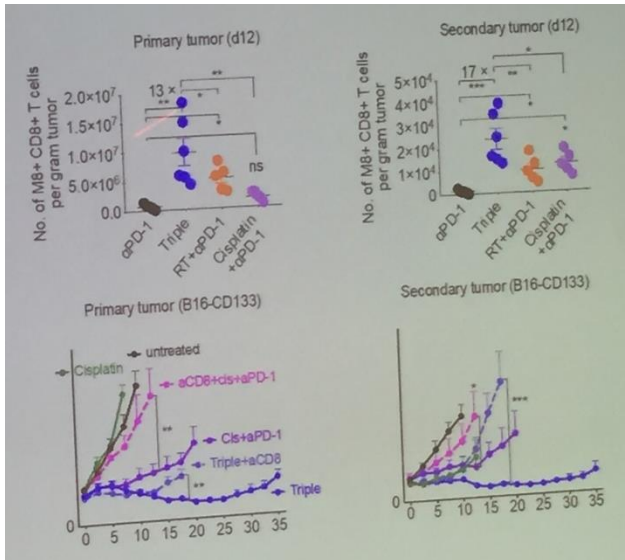 Primary tumor (d12)
No. of M8+ CD8+ T cells
per gram tumor
2.0×10⁷
1.5×10⁷
1.0×10⁷
5.0×10⁶
0.0
13 ×
**
**
*
*
ns
αPD-1
Triple
RT+αPD-1
Cisplatin
+αPD-1
Secondary tumor (d12)
No. of M8+ CD8+ T cells
per gram tumor
5×10⁴
4×10⁴
3×10⁴
2×10⁴
1×10⁴
0
17 ×
*
**
***
*
*
αPD-1
Triple
RT+αPD-1
Cisplatin
+αPD-1
Primary tumor (B16-CD133)
untreated
Cisplatin
aCD8+cis+aPD-1
**
Cis+aPD-1
Triple+aCD8
**
Triple
0
0 5 10 15 20 25 30 35
Secondary tumor (B16-CD133)
*
***
0
0 5 10 15 20 25 30 35